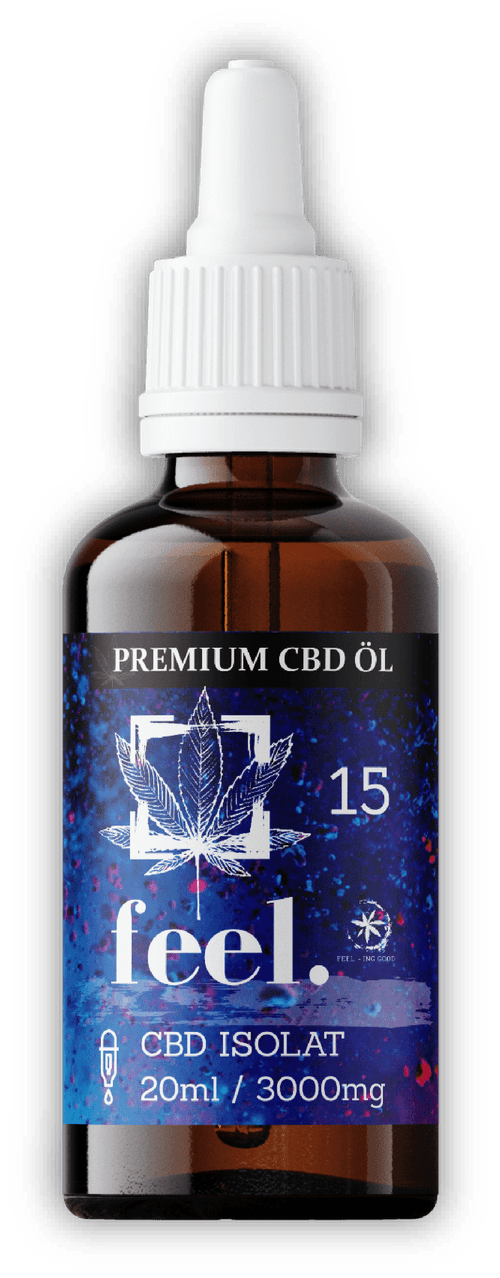 PREMIUM CBD ÖL
15
feel.
FEEL - ING GOOD
CBD ISOLAT
20ml / 3000mg